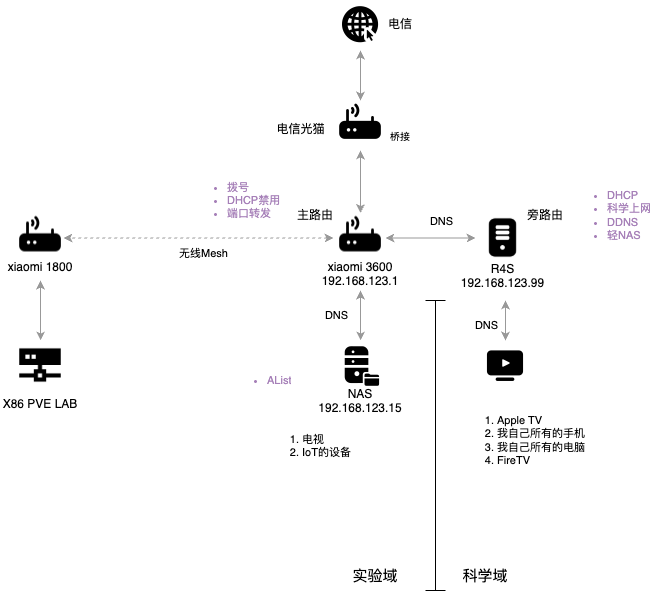 电信
电信光猫
桥接
拨号
DHCP禁用
端口转发
主路由
DNS
旁路由
DHCP
科学上网
DDNS
轻NAS
无线Mesh
xiaomi 1800
xiaomi 3600
192.168.123.1
R4S
192.168.123.99
DNS
DNS
X86 PVE LAB
AList
NAS
192.168.123.15
1. 电视
2. IoT的设备
1. Apple TV
2. 我自己所有的手机
3. 我自己所有的电脑
4. FireTV
实验域
科学域